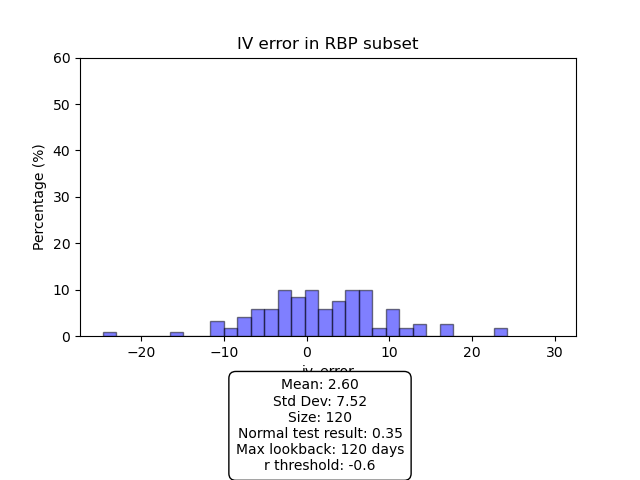 IV error in RBP subset
Percentage (%)
60
50
40
30
20
10
0
−20
−10
0
10
20
30
iv_error
Mean: 2.60
Std Dev: 7.52
Size: 120
Normal test result: 0.35
Max lookback: 120 days
r threshold: -0.6